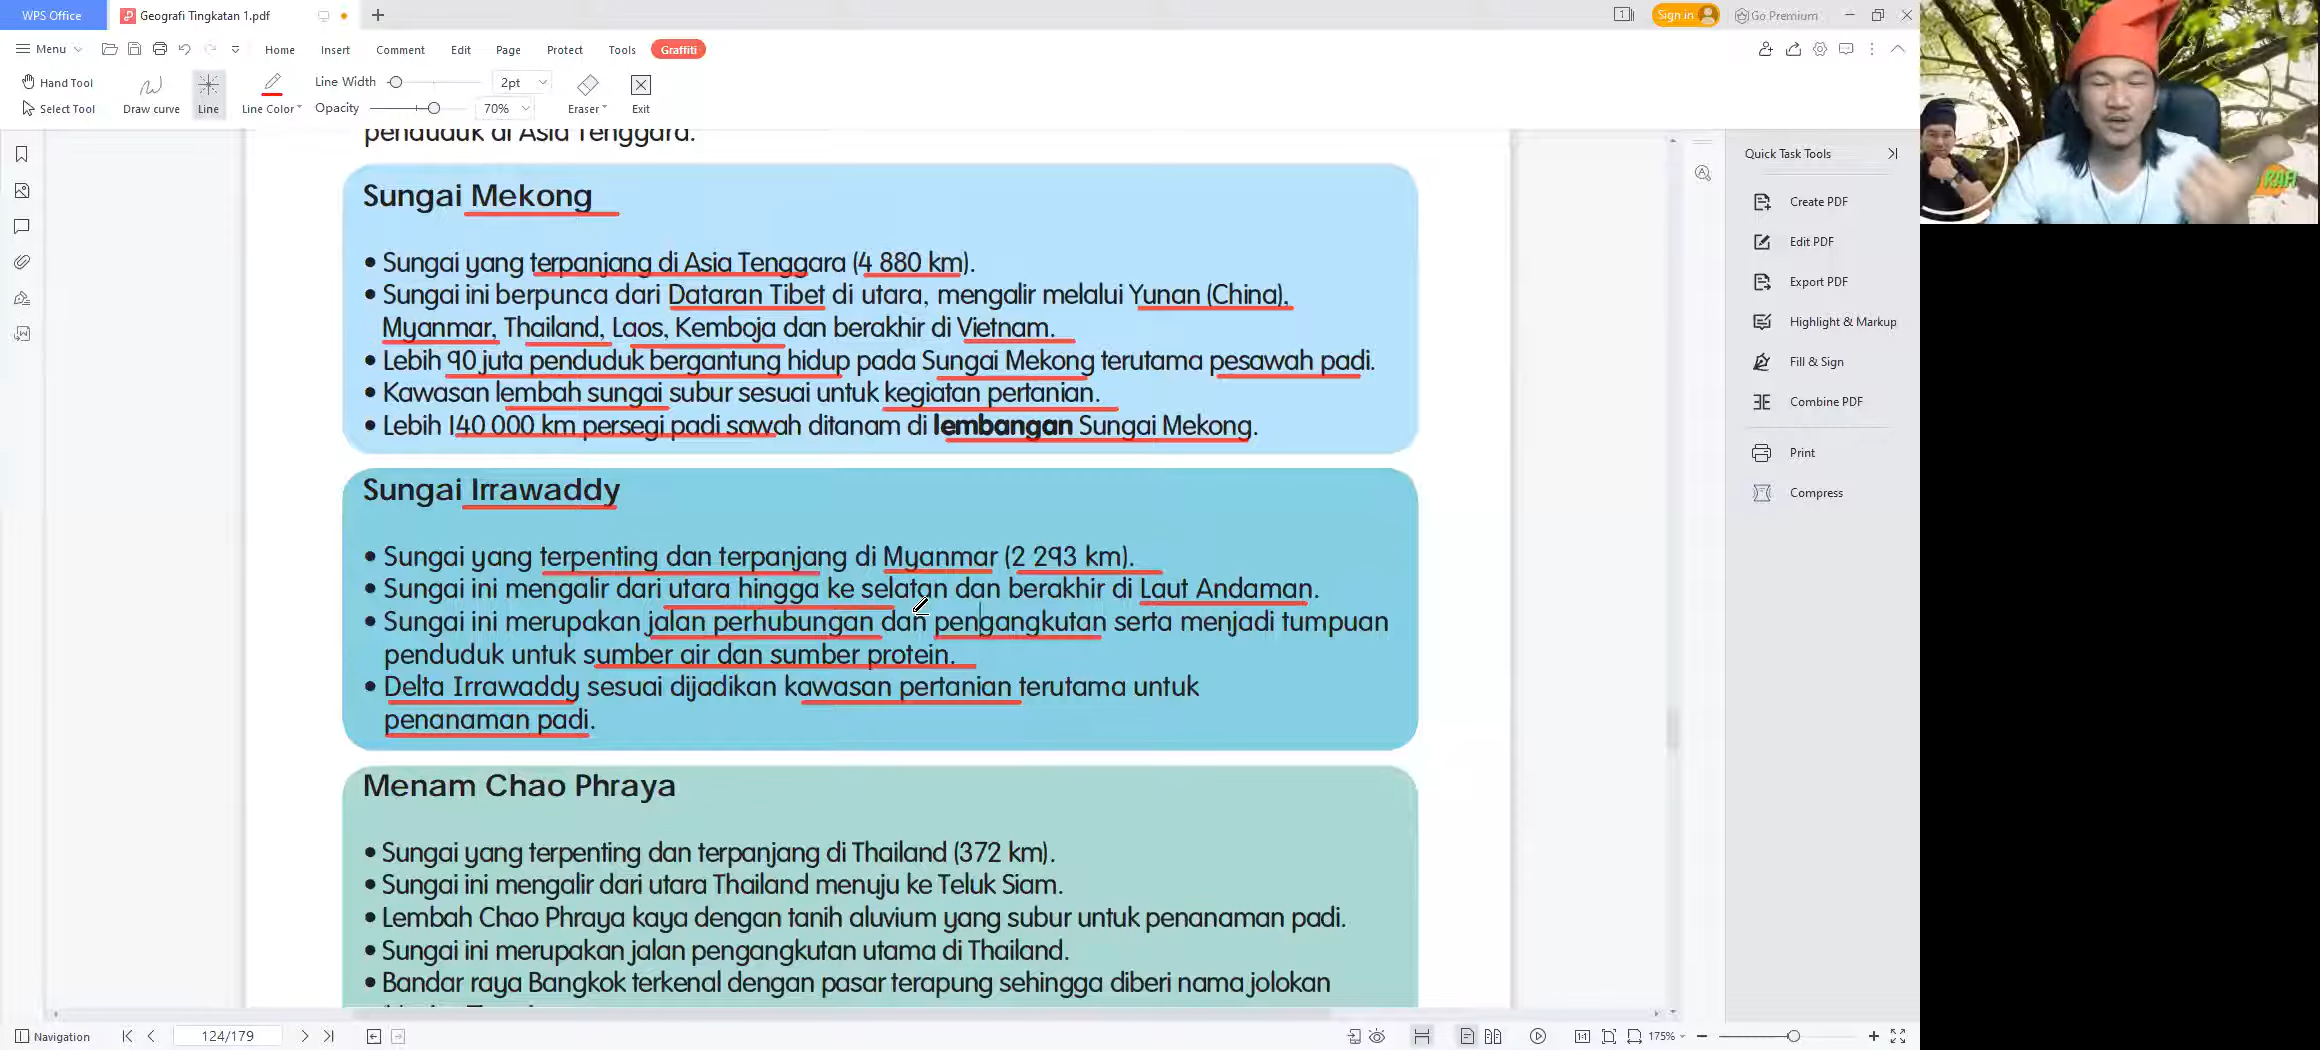 WPS Office
Geografi Tingkatan 1.pdf
1
Sign in
Go Premium
Menu
Home
Insert
Comment
Edit
Page
Protect
Tools
Graffiti
Hand Tool
Select Tool
Draw curve
Line
Line Color
Line Width
2pt
Opacity
70%
Eraser
Exit
penduduk di Asia Tenggara.
Sungai Mekong
• Sungai yang terpanjang di Asia Tenggara (4 880 km).
• Sungai ini berpunca dari Dataran Tibet di utara, mengalir melalui Yunan (China),
Myanmar, Thailand, Laos, Kemboja dan berakhir di Vietnam.
• Lebih 90 juta penduduk bergantung hidup pada Sungai Mekong terutama pesawah padi.
• Kawasan lembah sungai subur sesuai untuk kegiatan pertanian.
• Lebih 140 000 km persegi padi sawah ditanam di lembangan Sungai Mekong.
Sungai Irrawaddy
• Sungai yang terpenting dan terpanjang di Myanmar (2 293 km).
• Sungai ini mengalir dari utara hingga ke selatan dan berakhir di Laut Andaman.
• Sungai ini merupakan jalan perhubungan dan pengangkutan serta menjadi tumpuan
penduduk untuk sumber air dan sumber protein.
• Delta Irrawaddy sesuai dijadikan kawasan pertanian terutama untuk
penanaman padi.
Menam Chao Phraya
• Sungai yang terpenting dan terpanjang di Thailand (372 km).
• Sungai ini mengalir dari utara Thailand menuju ke Teluk Siam.
• Lembah Chao Phraya kaya dengan tanih aluvium yang subur untuk penanaman padi.
• Sungai ini merupakan jalan pengangkutan utama di Thailand.
• Bandar raya Bangkok terkenal dengan pasar terapung sehingga diberi nama jolokan
Quick Task Tools
Create PDF
Edit PDF
Export PDF
Highlight & Markup
Fill & Sign
Combine PDF
Print
Compress
RAFI
Navigation
124/179
1:1
175%